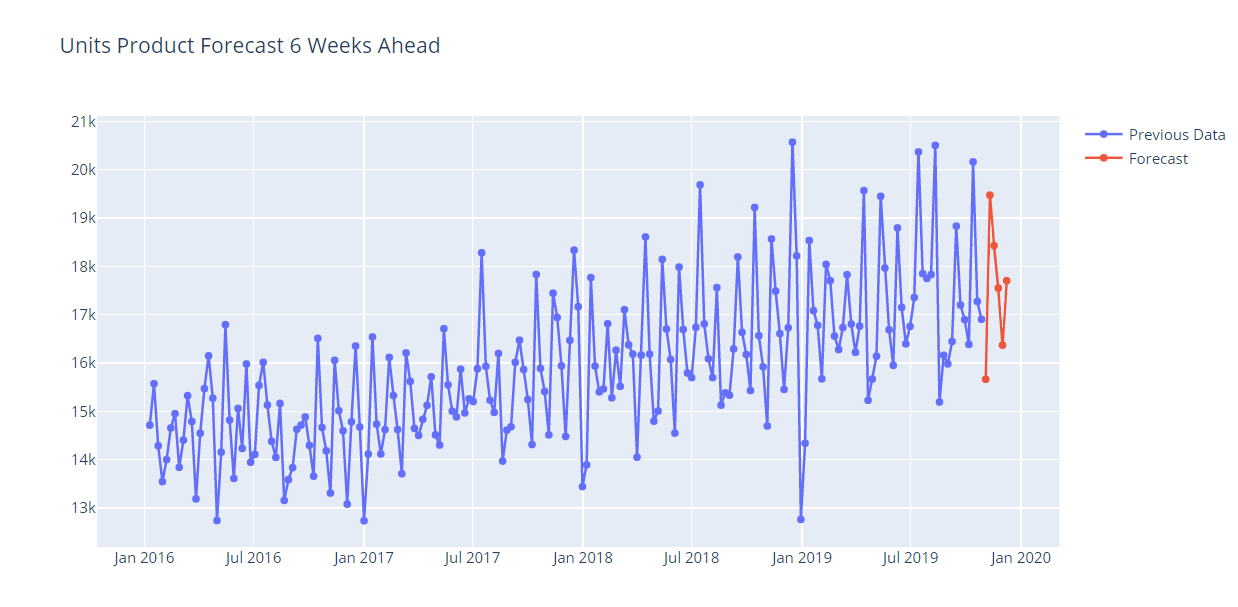 Units Product Forecast 6 Weeks Ahead
21k
20k
19k
18k
17k
16k
15k
14k
13k
Jan 2016
Jul 2016
Jan 2017
Jul 2017
Jan 2018
Jul 2018
Jan 2019
Jul 2019
Jan 2020
Previous Data
Forecast